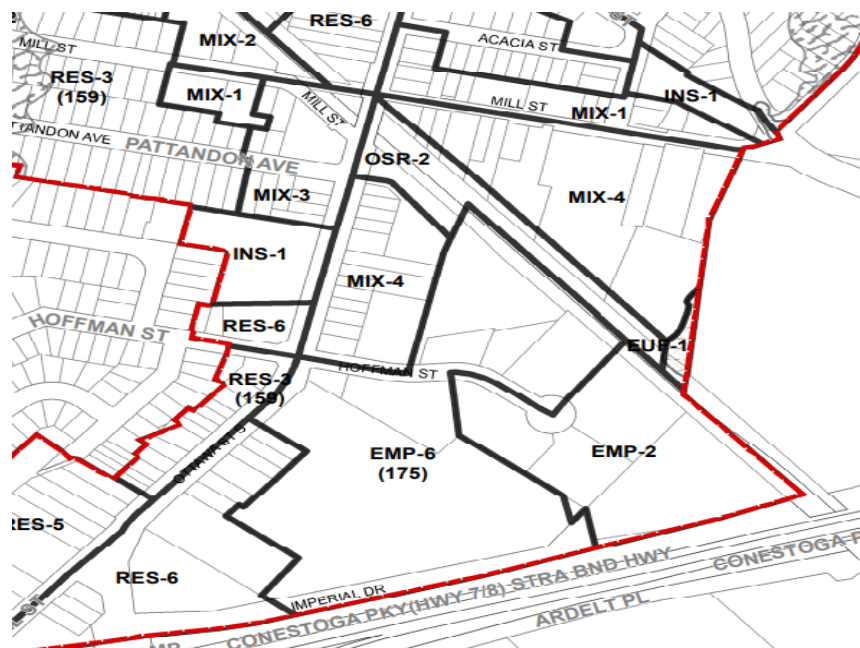 RES-6
MIX-2
ACACIA ST
MILL ST
RES-3
(159)
MIX-1
MILL ST
MILL ST
MIX-1
INS-1
PATTANDON AVE
OSR-2
MIX-3
MIX-4
INS-1
MIX-4
HOFFMAN ST
RES-6
EUF-1
HOFFMAN ST
RES-3
(159)
OTTAWA ST S
EMP-6
(175)
EMP-2
RES-5
RES-6
IMPERIAL DR
CONESTOGA PKY(HWY 7/8) STRA BND HWY
CONESTOGA P
ARDELT PL